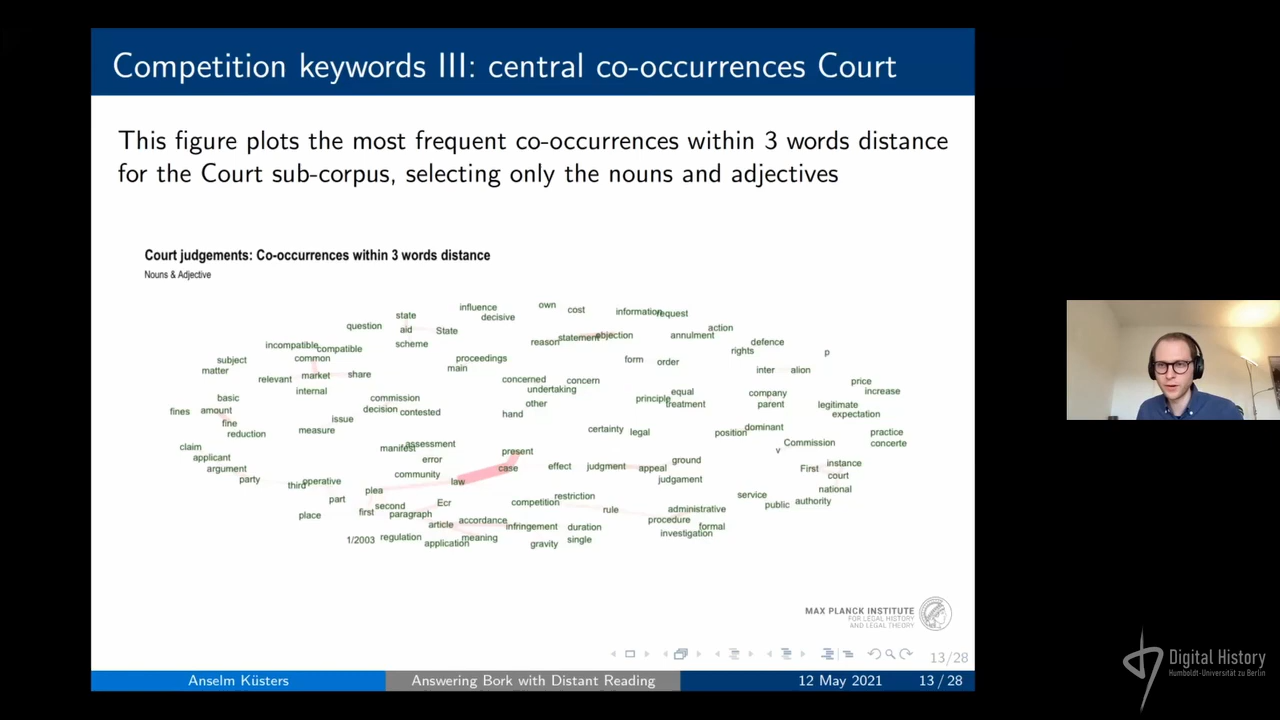 Competition keywords III: central co-occurrences Court
This figure plots the most frequent co-occurrences within 3 words distance
for the Court sub-corpus, selecting only the nouns and adjectives
Court judgements: Co-occurrences within 3 words distance
Nouns & Adjective
state influence own cost information request
question aid State decisive reason statement objection annulment action
incompatible compatible scheme rights defence p
subject common proceedings form order
matter relevant market share main concerned concern inter alion
internal undertaking price
basic commission other principle equal company increase
fines amount decision contested hand treatment parent legitimate
fine issue expectation
reduction measure certainty legal position dominant practice
claim manifest assessment present v Commission concerte
applicant error case effect judgment appeal ground First instance
argument community law judgement court
party third operative plea national
part second Ecr competition restriction service public authority
place first paragraph rule administrative
article accordance infringement duration procedure formal
1/2003 regulation application meaning gravity single investigation
MAX PLANCK INSTITUTE
FOR LEGAL HISTORY
AND LEGAL THEORY
13/28
Anselm Küsters Answering Bork with Distant Reading 12 May 2021 13 / 28
Digital History
Humboldt-Universität zu Berlin